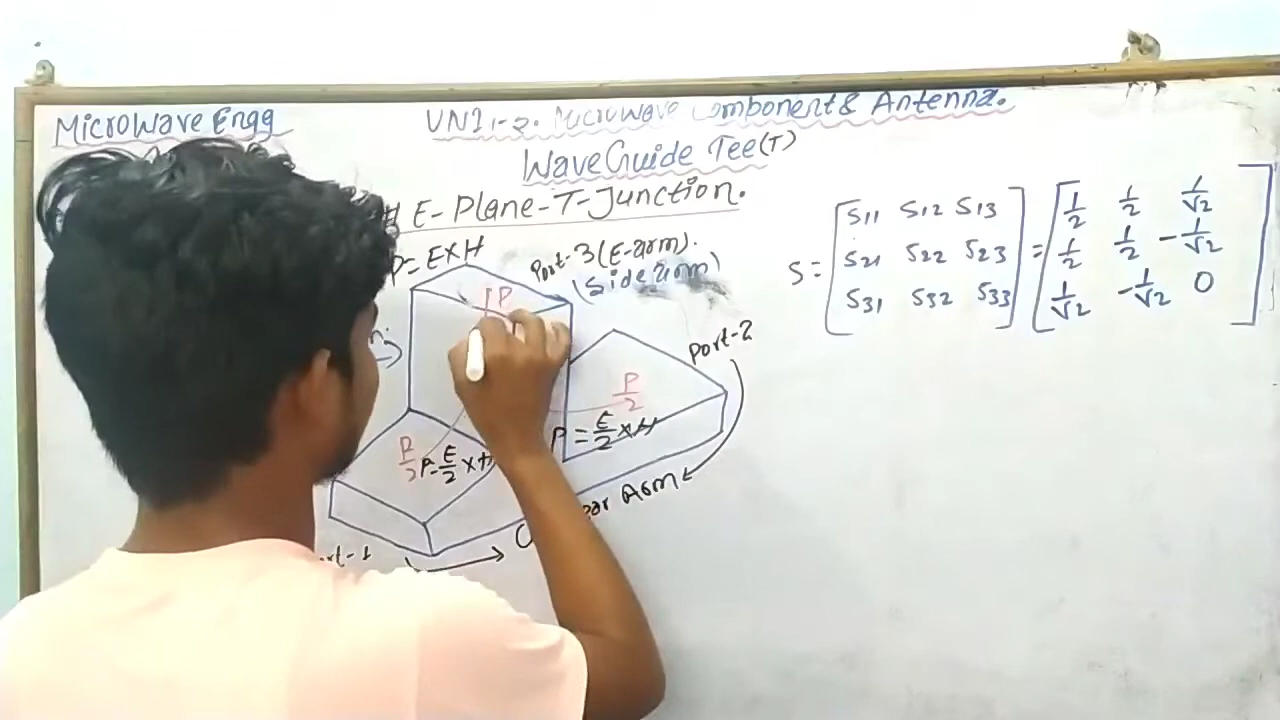 Microwave Engg
UNIT-2. Microwave Component & Antenna.
WaveGuide Tee(T)
# E-Plane-T-Junction.
P=E×H
Port-3(E-arm).
(Side arm)
P
Port-2
P/2
P=E/2×H
P/2
P=E/2×H
Arm
S= [S11 S12 S13] = [1/2 1/2 1/√2]
[S21 S22 S23] [1/2 1/2 -1/√2]
[S31 S32 S33] [1/√2 -1/√2 0]